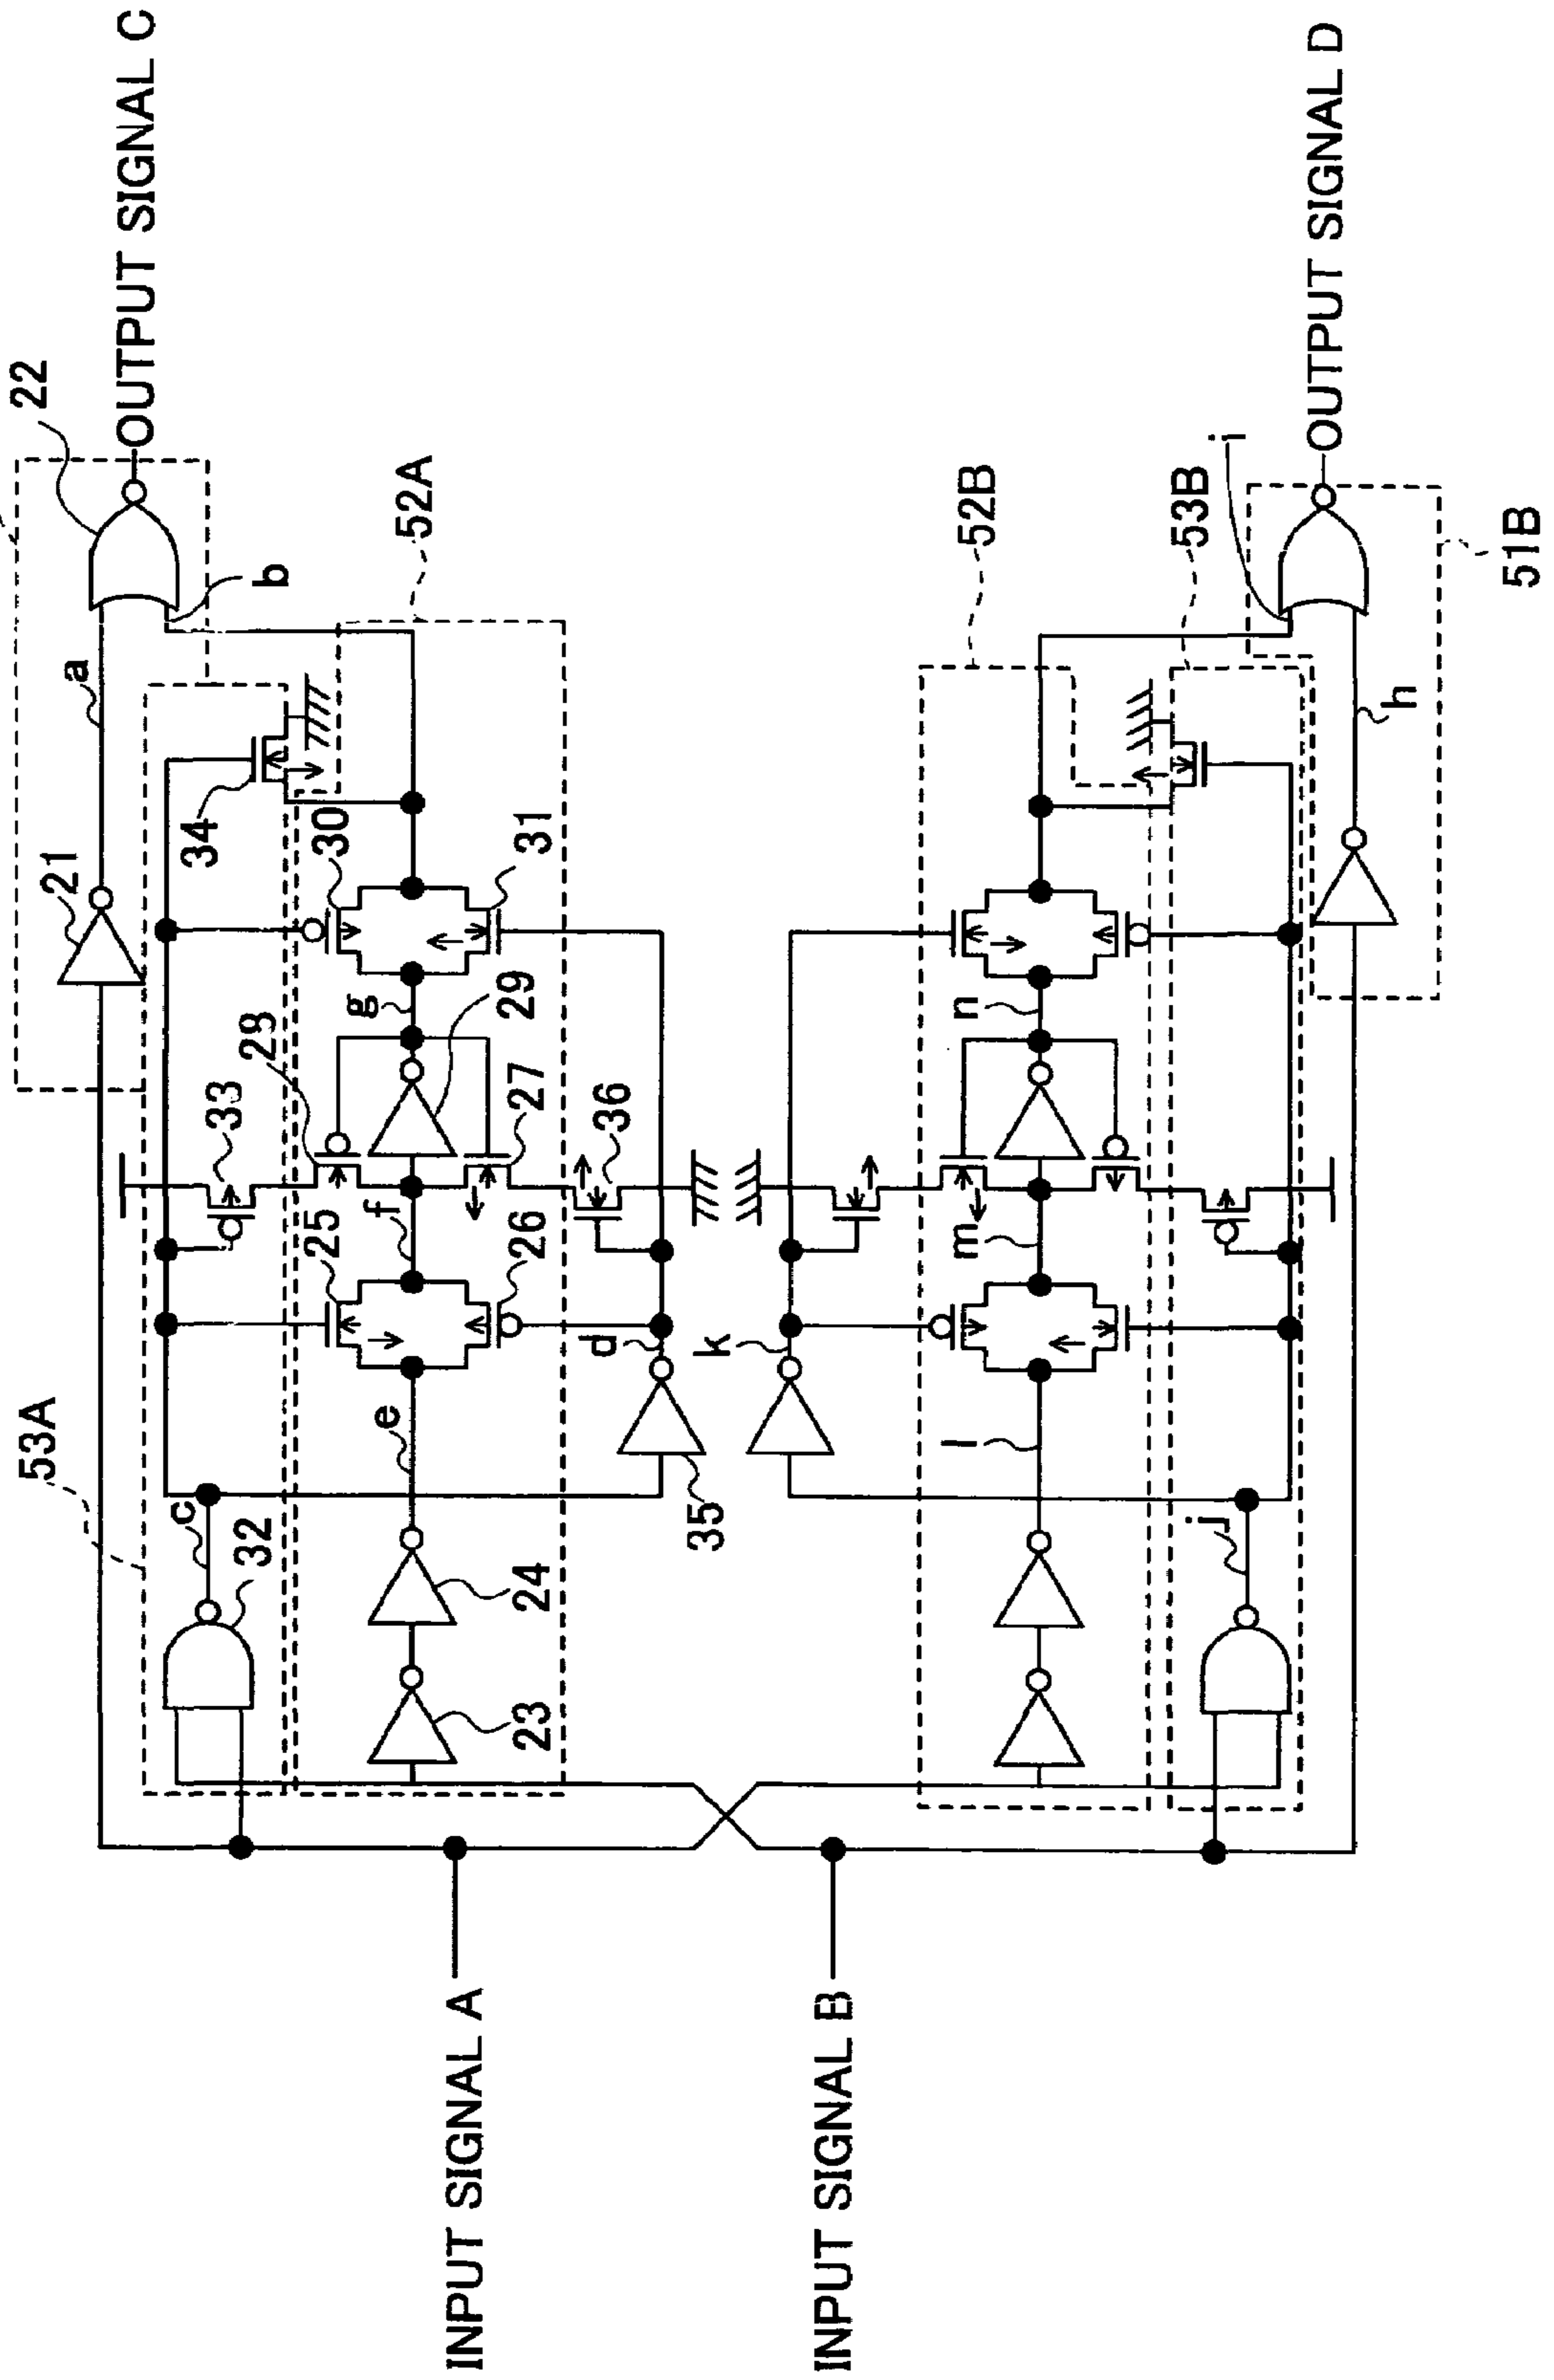 22
OUTPUT SIGNAL C
a
b
21
34
52A
30
31
g
29
28
33
27
36
25
f
26
53A
c
32
e
d
35
24
23
INPUT SIGNAL A
INPUT SIGNAL B
k
l
m
n
j
52B
53B
i
h
OUTPUT SIGNAL D
51B